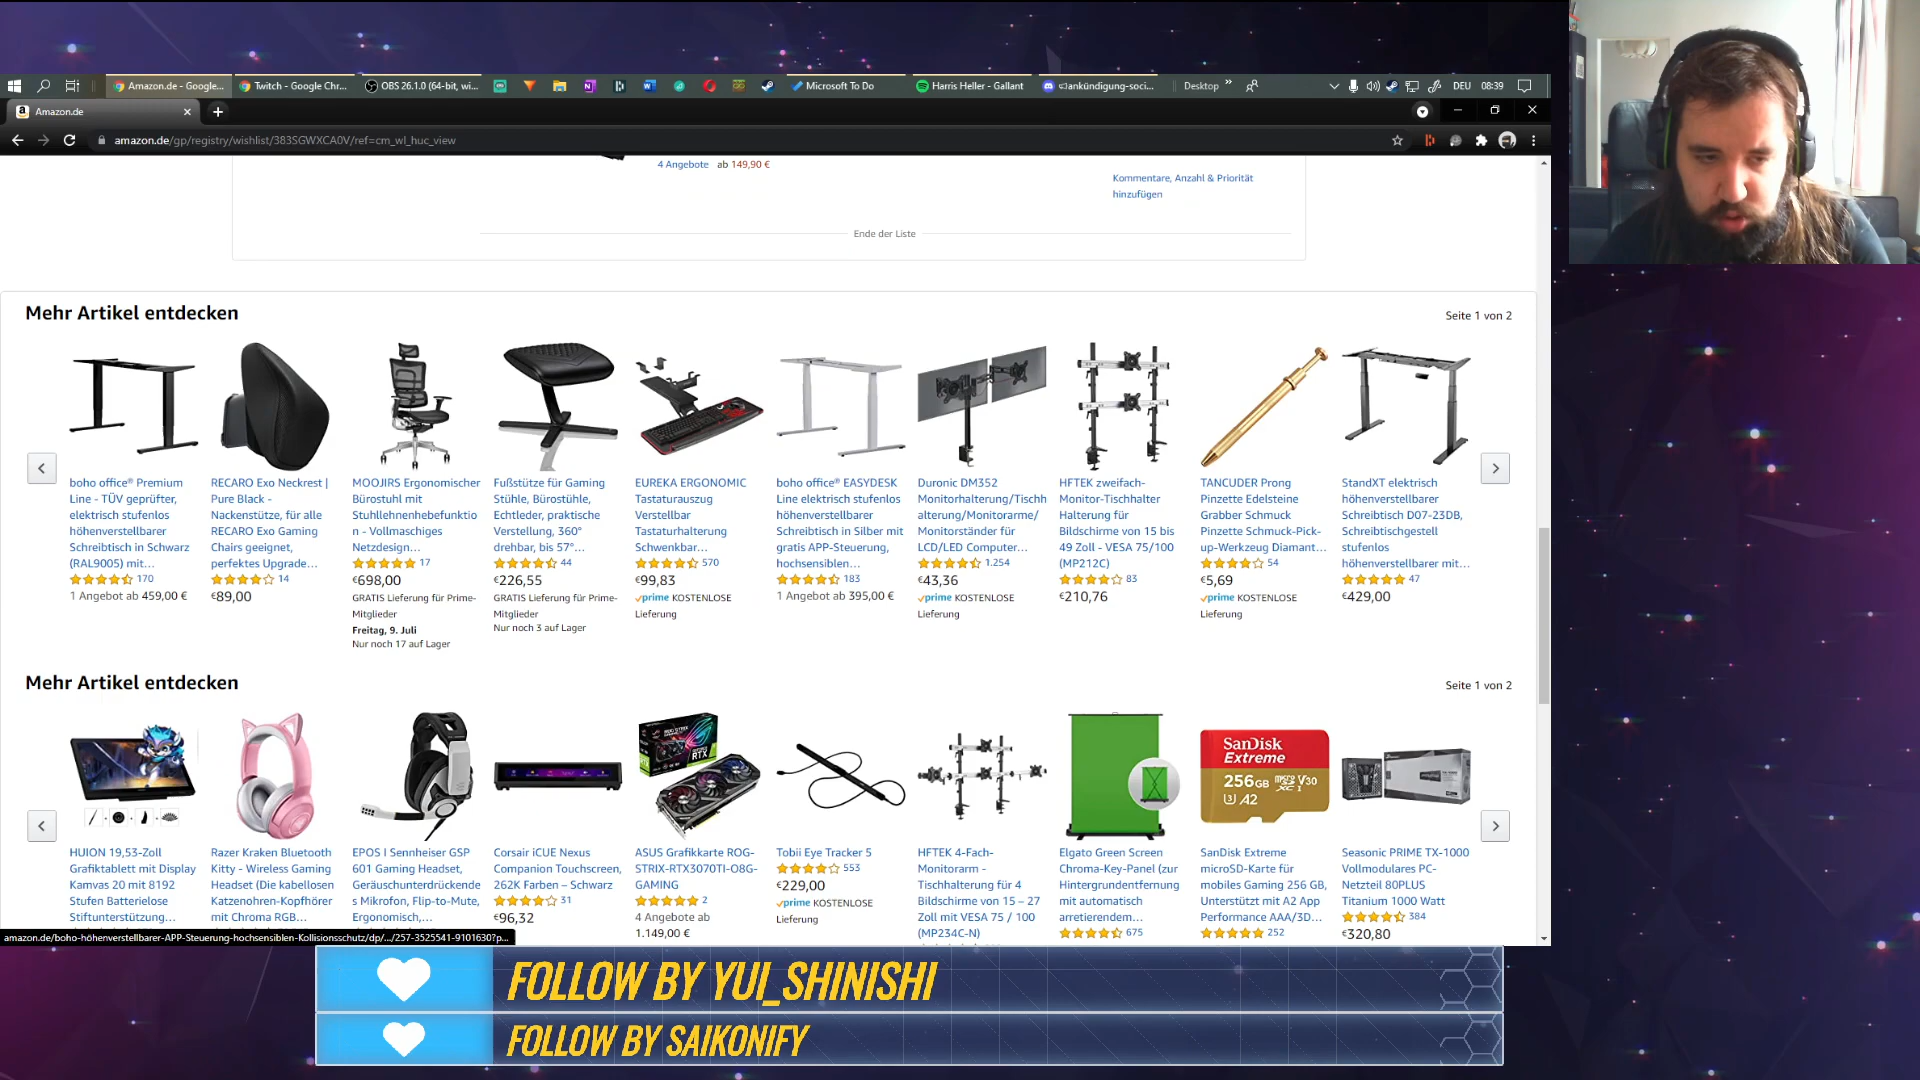 Amazon.de - Google...
Twitch - Google Chr...
OBS 26.1.0 (64-bit, wi...
Microsoft To Do
Harris Heller - Gallant
📢ankündigung-soci...
Desktop
DEU
08:39
Amazon.de
amazon.de/gp/registry/wishlist/383SGWXCA0V/ref=cm_wl_huc_view
4 Angebote ab 149,90 €
Kommentare, Anzahl & Priorität
hinzufügen
Ende der Liste
Mehr Artikel entdecken
Seite 1 von 2
boho office® Premium
Line - TÜV geprüfter,
elektrisch stufenlos
höhenverstellbarer
Schreibtisch in Schwarz
(RAL9005) mit...
170
1 Angebot ab 459,00 €
RECARO Exo Neckrest |
Pure Black -
Nackenstütze, für alle
RECARO Exo Gaming
Chairs geeignet,
perfektes Upgrade...
14
€89,00
MOOJIRS Ergonomischer
Bürostuhl mit
Stuhllehnenhebefunktio
n - Vollmaschiges
Netzdesign...
17
€698,00
GRATIS Lieferung für Prime-
Mitglieder
Freitag, 9. Juli
Nur noch 17 auf Lager
Fußstütze für Gaming
Stühle, Bürostühle,
Echtleder, praktische
Verstellung, 360°
drehbar, bis 57°...
44
€226,55
GRATIS Lieferung für Prime-
Mitglieder
Nur noch 3 auf Lager
EUREKA ERGONOMIC
Tastaturauszug
Verstellbar
Tastaturhalterung
Schwenkbar...
570
€99,83
prime KOSTENLOSE
Lieferung
boho office® EASYDESK
Line elektrisch stufenlos
höhenverstellbarer
Schreibtisch in Silber mit
gratis APP-Steuerung,
hochsensiblen...
183
1 Angebot ab 395,00 €
Duronic DM352
Monitorhalterung/Tischh
alterung/Monitorarme/
Monitorständer für
LCD/LED Computer...
1.254
€43,36
prime KOSTENLOSE
Lieferung
HFTEK zweifach-
Monitor-Tischhalter
Halterung für
Bildschirme von 15 bis
49 Zoll - VESA 75/100
(MP212C)
83
€210,76
TANCUDER Prong
Pinzette Edelsteine
Grabber Schmuck
Pinzette Schmuck-Pick-
up-Werkzeug Diamant...
54
€5,69
prime KOSTENLOSE
Lieferung
StandXT elektrisch
höhenverstellbarer
Schreibtisch D07-23DB,
Schreibtischgestell
stufenlos
höhenverstellbarer mit...
47
€429,00
Mehr Artikel entdecken
Seite 1 von 2
HUION 19,53-Zoll
Grafiktablett mit Display
Kamvas 20 mit 8192
Stufen Batterielose
Stiftunterstützung...
Razer Kraken Bluetooth
Kitty - Wireless Gaming
Headset (Die kabellosen
Katzenohren-Kopfhörer
mit Chroma RGB...
EPOS I Sennheiser GSP
601 Gaming Headset,
Geräuschunterdrückende
s Mikrofon, Flip-to-Mute,
Ergonomisch,...
Corsair iCUE Nexus
Companion Touchscreen,
262K Farben – Schwarz
31
€96,32
ASUS Grafikkarte ROG-
STRIX-RTX3070TI-O8G-
GAMING
2
4 Angebote ab
1.149,00 €
Tobii Eye Tracker 5
553
€229,00
prime KOSTENLOSE
Lieferung
HFTEK 4-Fach-
Monitorarm -
Tischhalterung für 4
Bildschirme von 15 – 27
Zoll mit VESA 75 / 100
(MP234C-N)
Elgato Green Screen
Chroma-Key-Panel (zur
Hintergrundentfernung
mit automatisch
arretierendem...
675
SanDisk
Extreme
256GB
microSD XC I
V30
U3 A2
SanDisk Extreme
microSD-Karte für
mobiles Gaming 256 GB,
Unterstützt mit A2 App
Performance AAA/3D...
252
Seasonic PRIME TX-1000
Vollmodulares PC-
Netzteil 80PLUS
Titanium 1000 Watt
384
€320,80
amazon.de/boho-höhenverstellbarer-APP-Steuerung-hochsensiblen-Kollisionsschutz/dp/.../257-3525541-9101630?p...
FOLLOW BY YUI_SHINISHI
FOLLOW BY SAIKONIFY